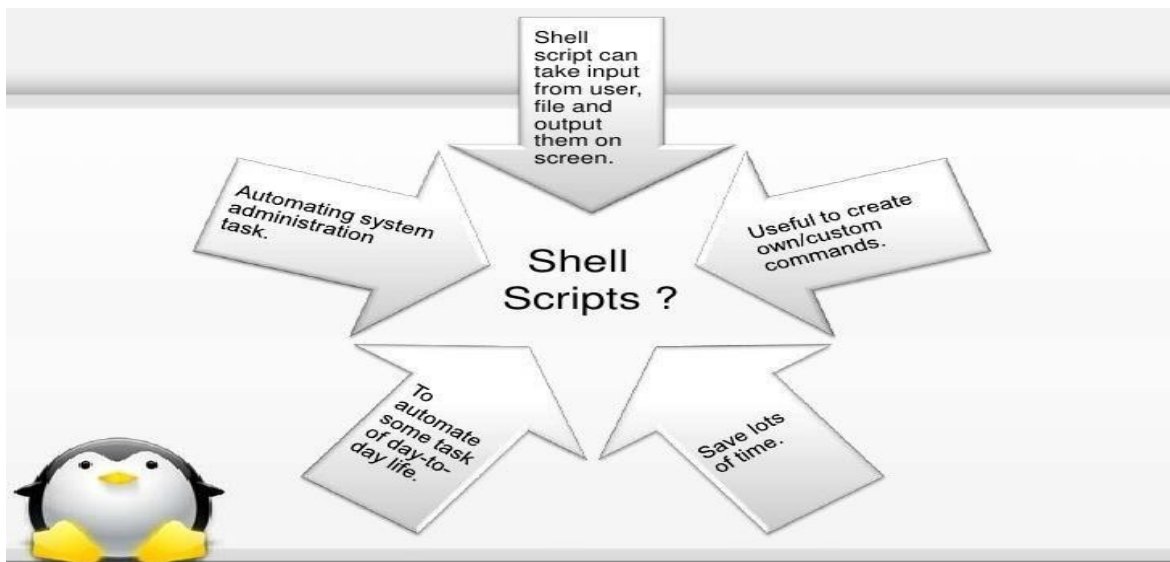 Shell
script can
take input
from user,
file and
output
them on
screen.
Automating system
administration
task.
Useful to create
own/custom
commands.
Shell
Scripts ?
To
automate
some task
of day-to-
day life.
Save lots
of time.